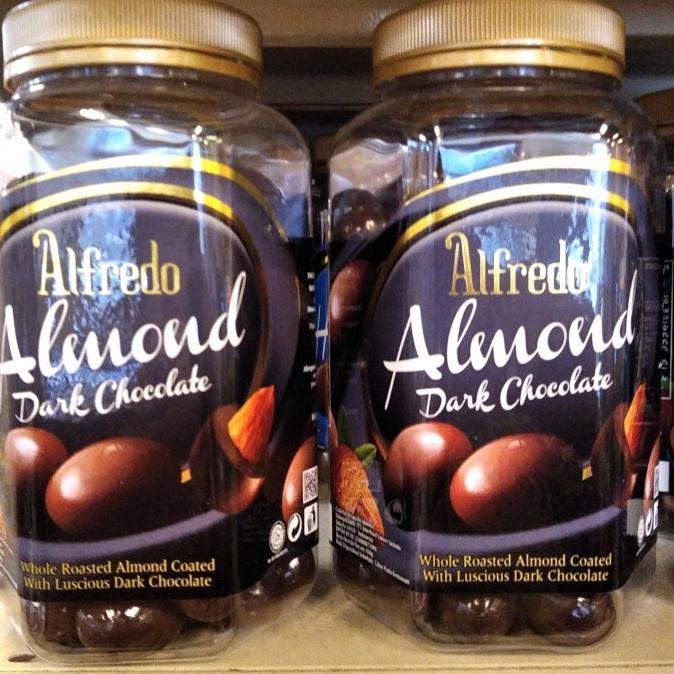 Alfredo
Almond
Dark Chocolate
Whole Roasted Almond Coated
With Luscious Dark Chocolate
Alfredo
Almond
Dark Chocolate
Whole Roasted Almond Coated
With Luscious Dark Chocolate